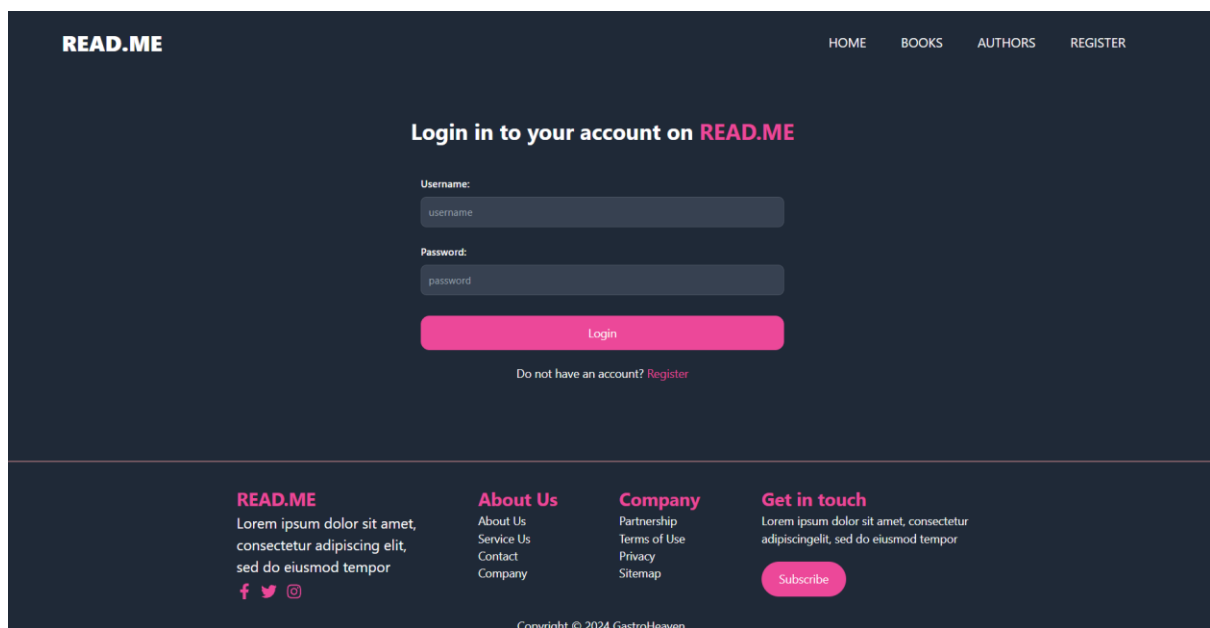 READ.ME
HOME
BOOKS
AUTHORS
REGISTER
Login in to your account on READ.ME
Username:
username
Password:
password
Login
Do not have an account? Register
READ.ME
Lorem ipsum dolor sit amet,
consectetur adipiscing elit,
sed do eiusmod tempor
About Us
About Us
Service Us
Contact
Company
Company
Partnership
Terms of Use
Privacy
Sitemap
Get in touch
Lorem ipsum dolor sit amet, consectetur
adipiscingelit, sed do eiusmod tempor
Subscribe
Copyright © 2024 GastroHeaven